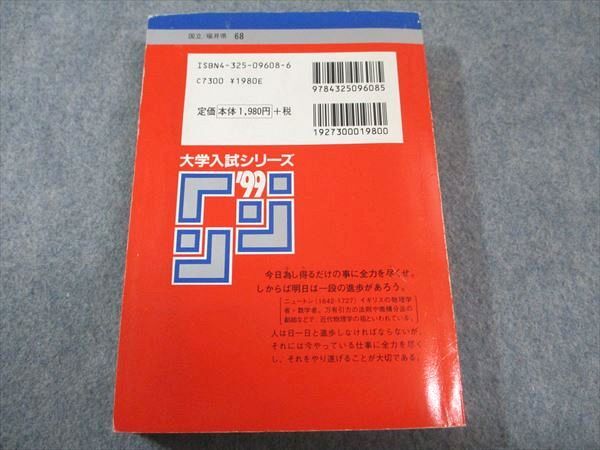 国立/福井県 68
ISBN4-325-09608-6
C7300 ¥1980E
定価 本体1,980円 +税
9784325096085
1927300019800
大学入試シリーズ
'99
今日為し得るだけの事に全力を尽くせ。
しからば明日は一段の進歩があろう。
ニュートン(1642-1727) イギリスの物理学
者・数学者。万有引力の法則や微積分法の
創始などで、近代物理学の祖といわれている。
人は日一日と進歩しなければならないが、
それには今やっている仕事に全力を尽く
し、それをやり遂げることが大切である。